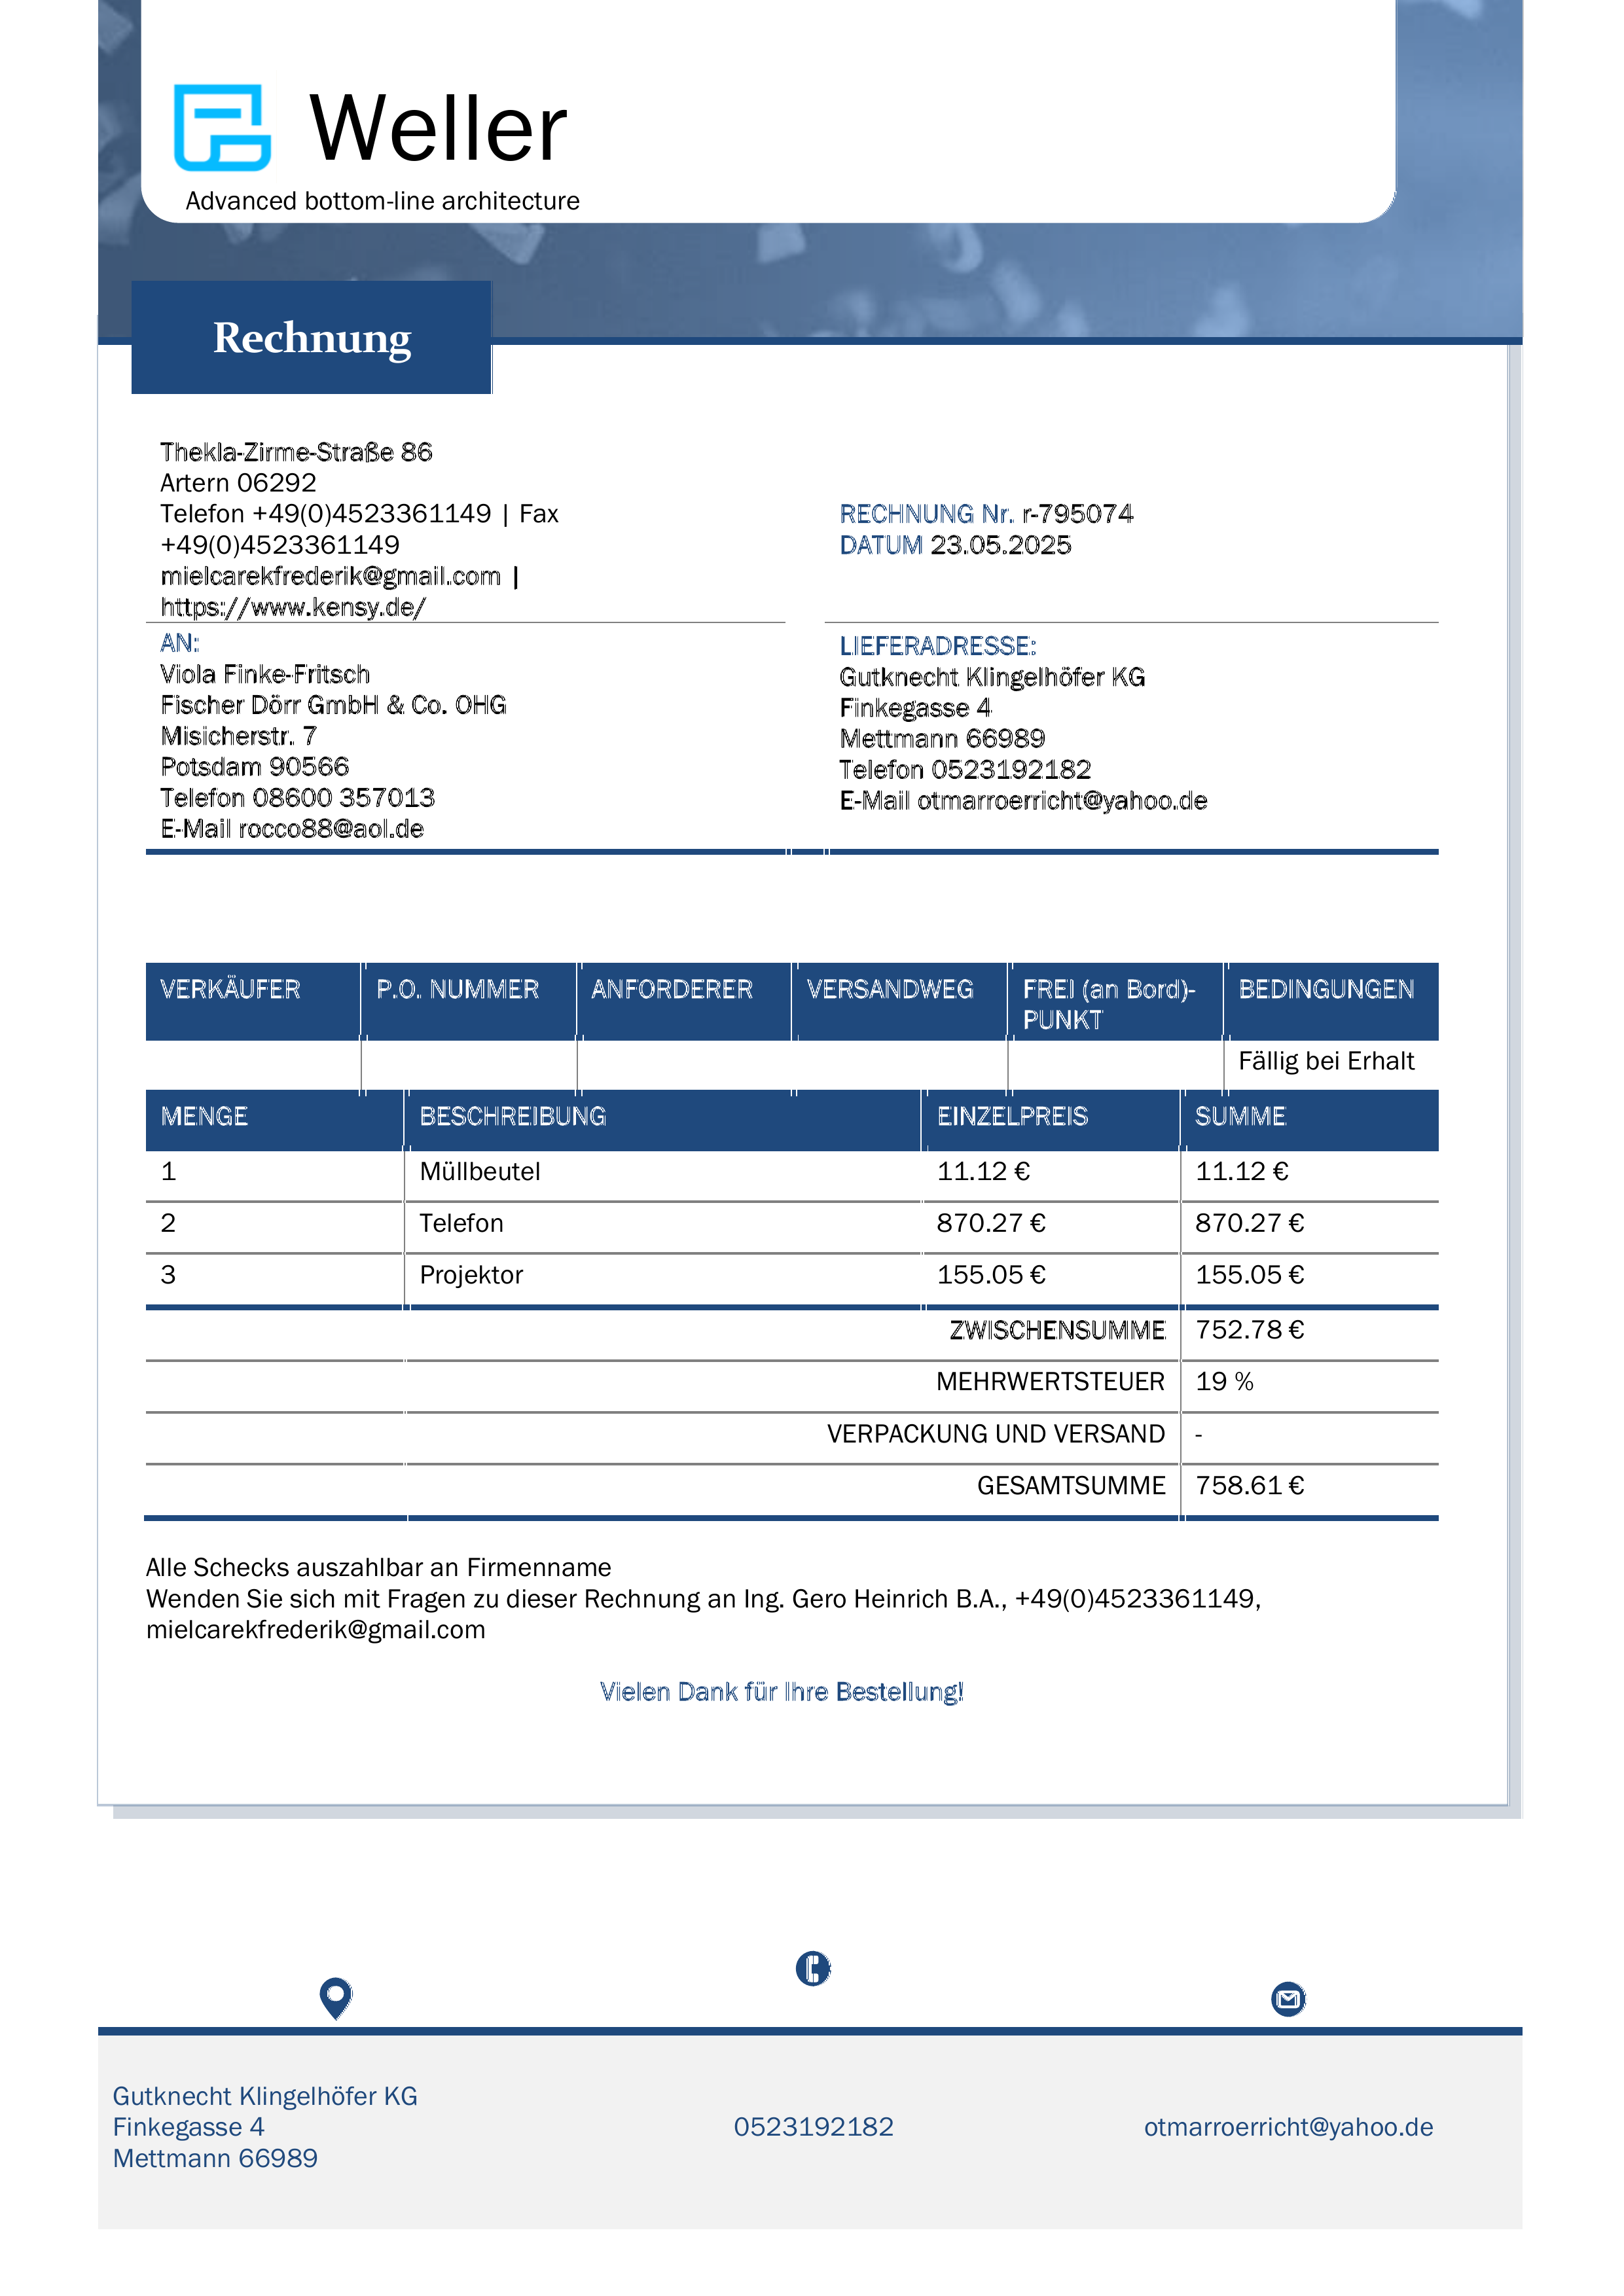 Weller
Advanced bottom-line architecture
Rechnung
Thekla-Zirme-Straße 86
Artern 06292
Telefon +49(0)4523361149 | Fax
+49(0)4523361149
mielcarekfrederik@gmail.com |
https://www.kensy.de/
RECHNUNG Nr. r-795074
DATUM 23.05.2025
AN:
Viola Finke-Fritsch
Fischer Dörr GmbH & Co. OHG
Misicherstr. 7
Potsdam 90566
Telefon 08600 357013
E-Mail rocco88@aol.de
LIEFERADRESSE:
Gutknecht Klingelhöfer KG
Finkegasse 4
Mettmann 66989
Telefon 0523192182
E-Mail otmarroerricht@yahoo.de
VERKÄUFER P.O. NUMMER ANFORDERER VERSANDWEG FREI (an Bord)- BEDINGUNGEN
PUNKT
Fällig bei Erhalt
MENGE BESCHREIBUNG EINZELPREIS SUMME
1 Müllbeutel 11.12 € 11.12 €
2 Telefon 870.27 € 870.27 €
3 Projektor 155.05 € 155.05 €
ZWISCHENSUMME 752.78 €
MEHRWERTSTEUER 19 %
VERPACKUNG UND VERSAND -
GESAMTSUMME 758.61 €
Alle Schecks auszahlbar an Firmenname
Wenden Sie sich mit Fragen zu dieser Rechnung an Ing. Gero Heinrich B.A., +49(0)4523361149,
mielcarekfrederik@gmail.com
Vielen Dank für Ihre Bestellung!
Gutknecht Klingelhöfer KG
Finkegasse 4
Mettmann 66989
0523192182
otmarroerricht@yahoo.de